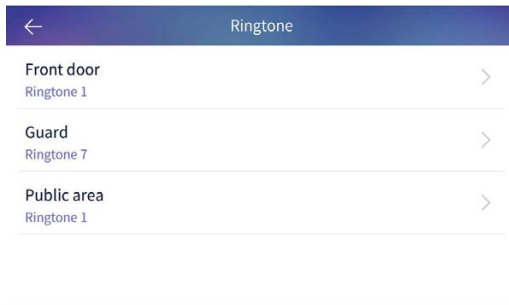 Ringtone
Front door
Ringtone 1
Guard
Ringtone 7
Public area
Ringtone 1